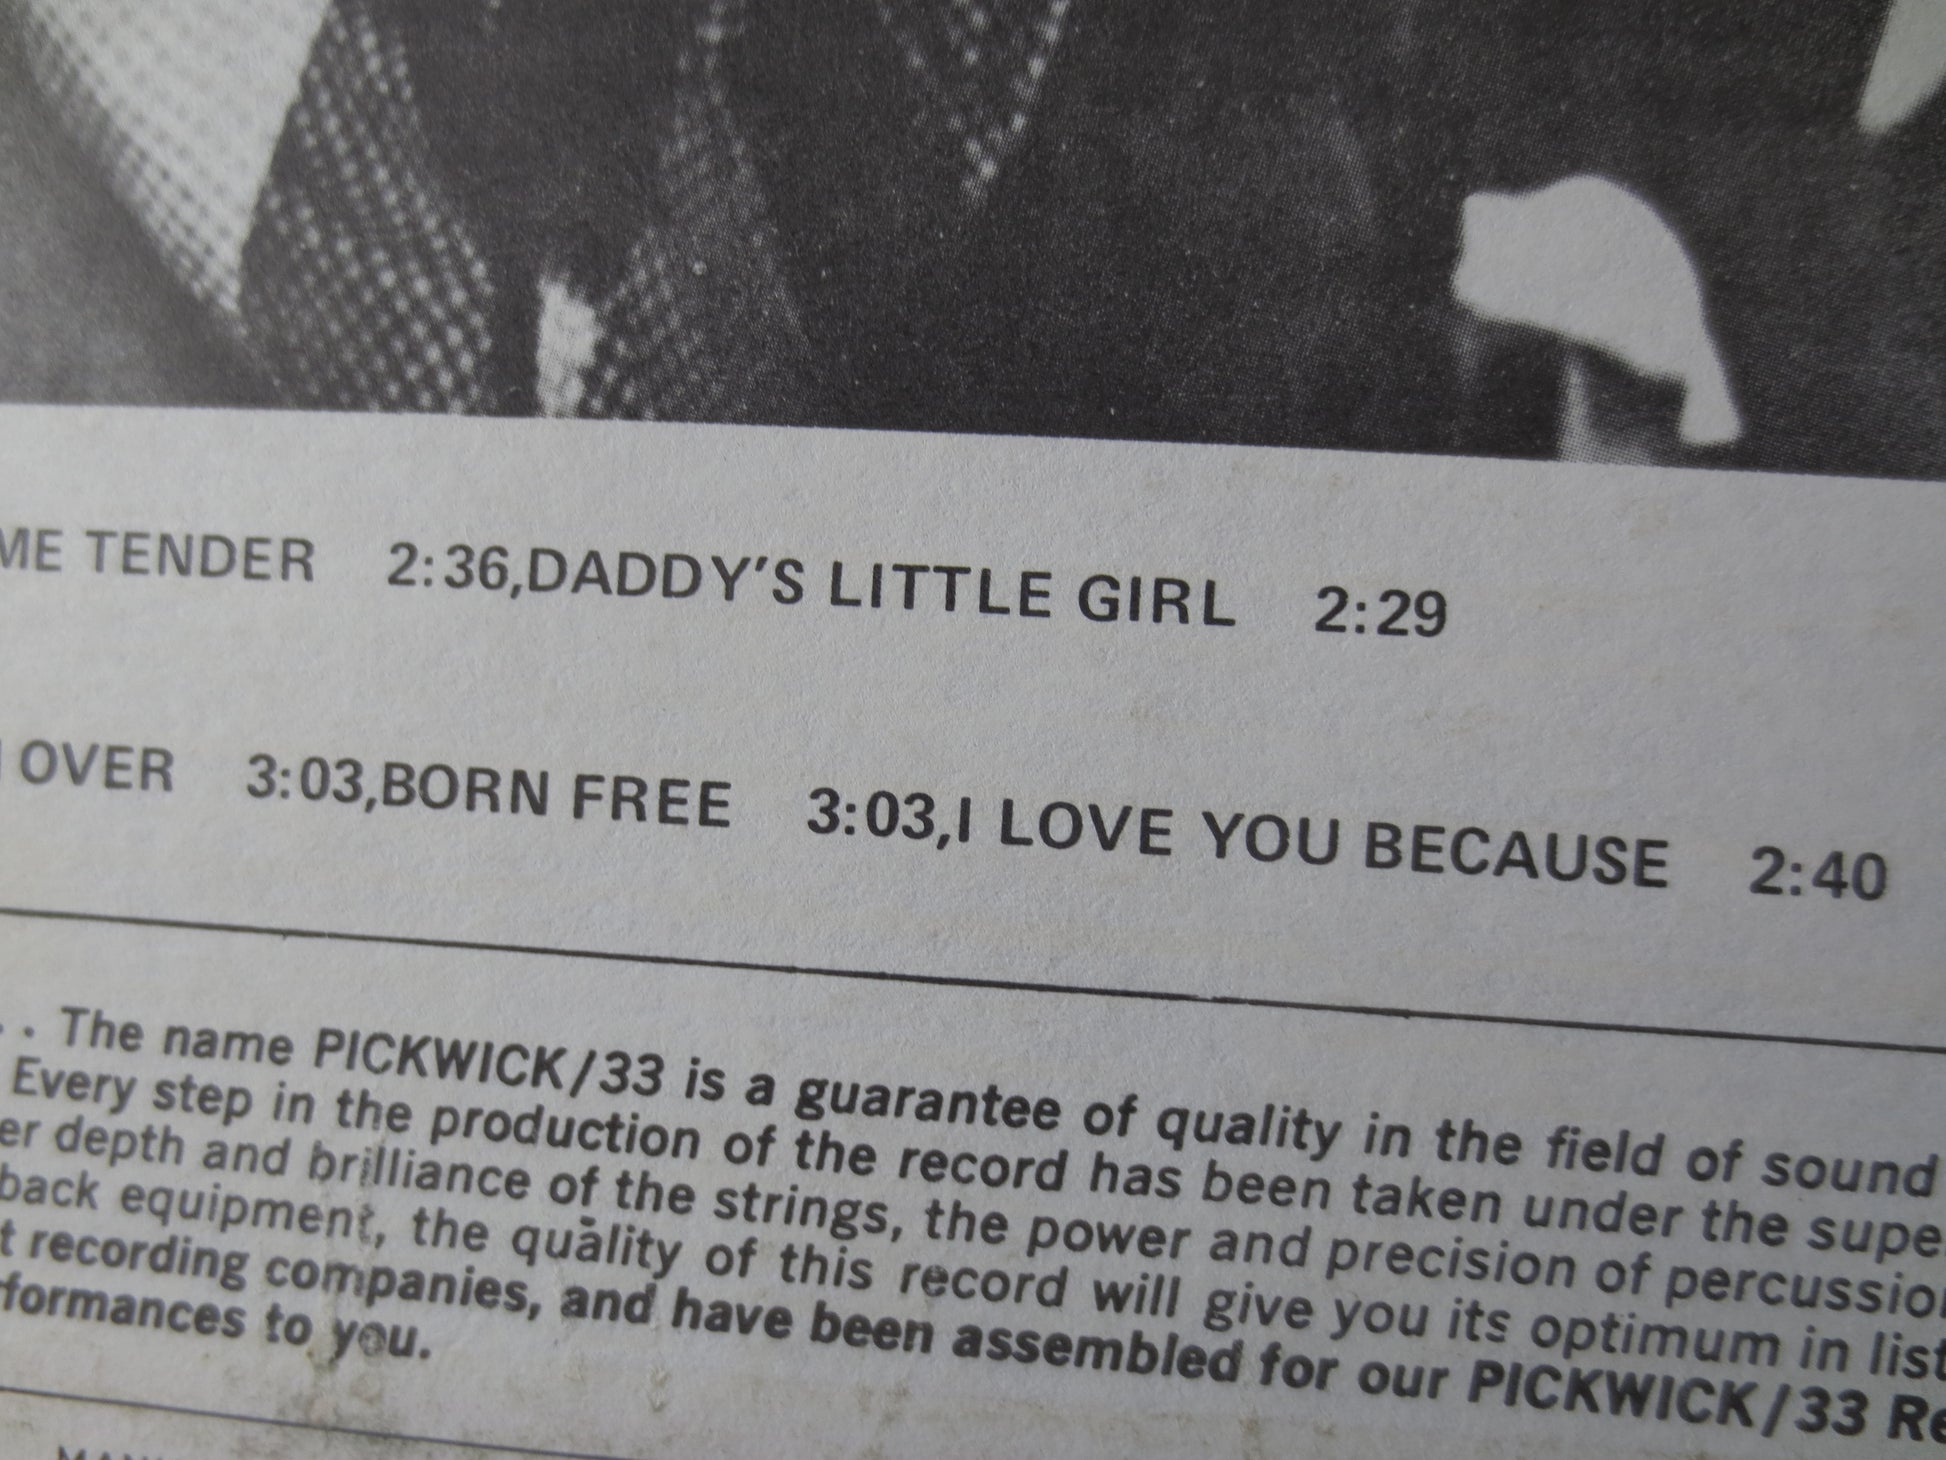 ME TENDER 2:36,DADDY'S LITTLE GIRL 2:29
OVER 3:03,BORN FREE 3:03,I LOVE YOU BECAUSE 2:40
. . The name PICKWICK/33 is a guarantee of quality in the field of sound
Every step in the production of the record has been taken under the supe
er depth and brilliance of the strings, the power and precision of percussion
back equipment, the quality of this record will give you its optimum in list
t recording companies, and have been assembled for our PICKWICK/33 Re
formances to you.